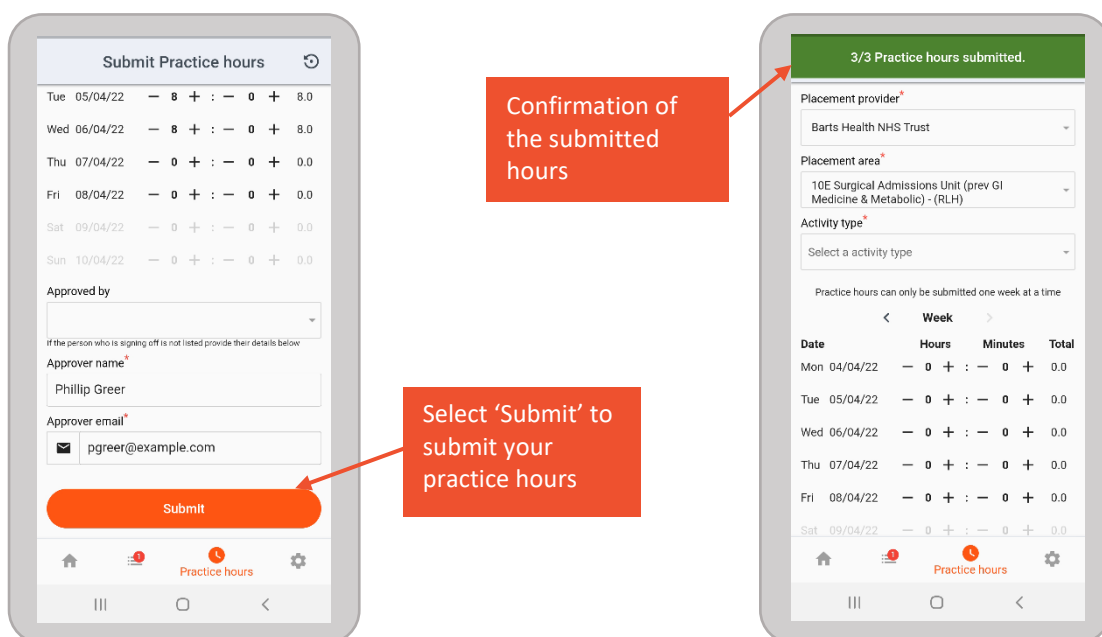 Submit Practice hours
Tue 05/04/22 — 8 + : — 0 + 8.0
Wed 06/04/22 — 8 + : — 0 + 8.0
Thu 07/04/22 — 0 + : — 0 + 0.0
Fri 08/04/22 — 0 + : — 0 + 0.0
Sat 09/04/22 — 0 + : — 0 + 0.0
Sun 10/04/22 — 0 + : — 0 + 0.0
Approved by
If the person who is signing off is not listed provide their details below
Approver name*
Phillip Greer
Approver email*
pgreer@example.com
Submit
1
Practice hours
Select ‘Submit’ to
submit your
practice hours
Confirmation of
the submitted
hours
3/3 Practice hours submitted.
Placement provider*
Barts Health NHS Trust
Placement area*
10E Surgical Admissions Unit (prev GI
Medicine & Metabolic) - (RLH)
Activity type*
Select a activity type
Practice hours can only be submitted one week at a time
< Week >
Date Hours Minutes Total
Mon 04/04/22 — 0 + : — 0 + 0.0
Tue 05/04/22 — 0 + : — 0 + 0.0
Wed 06/04/22 — 0 + : — 0 + 0.0
Thu 07/04/22 — 0 + : — 0 + 0.0
Fri 08/04/22 — 0 + : — 0 + 0.0
Sat 09/04/22 — 0 + : — 0 + 0.0
1
Practice hours